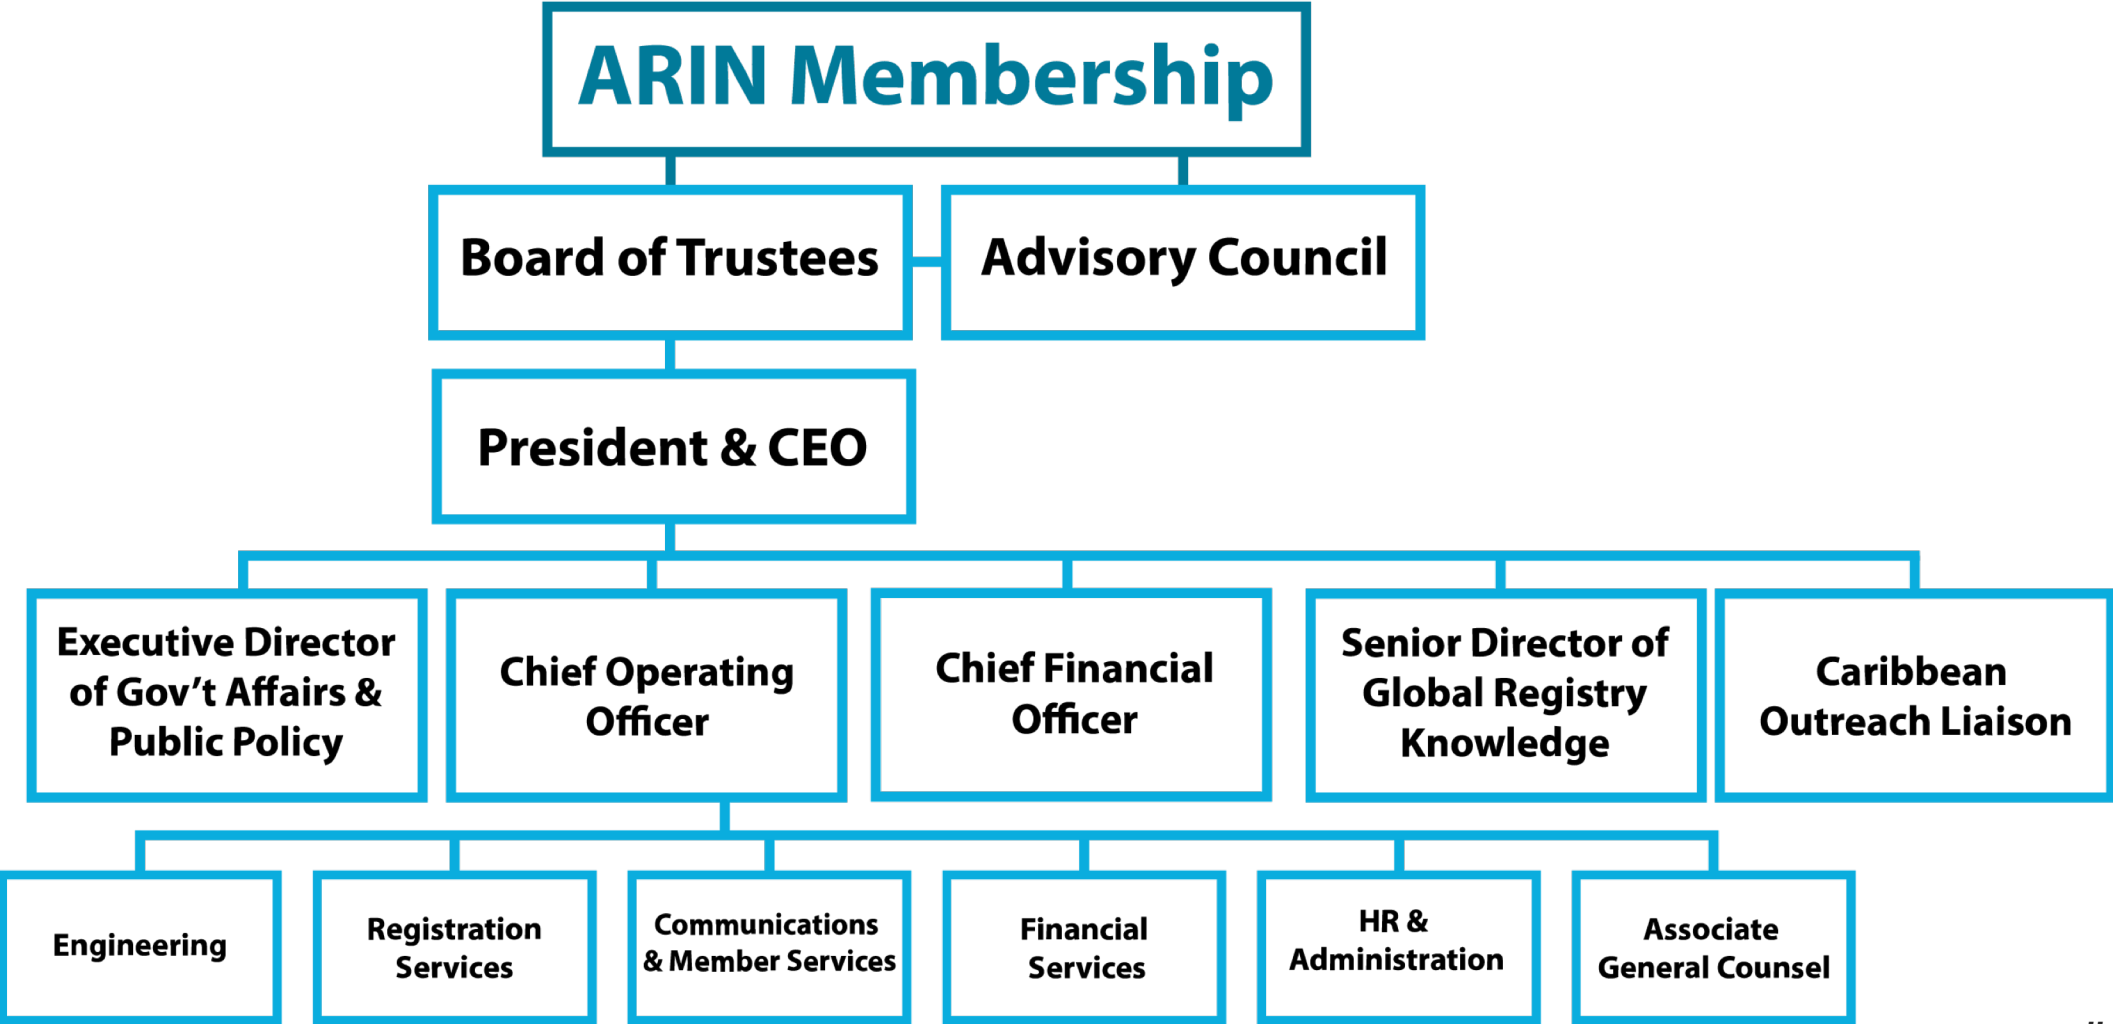 ARIN Membership
Board of Trustees
Advisory Council
President & CEO
Executive Director
of Gov’t Affairs &
Public Policy
Chief Operating
Officer
Chief Financial
Officer
Senior Director of
Global Registry
Knowledge
Caribbean
Outreach Liaison
Engineering
Registration
Services
Communications
& Member Services
Financial
Services
HR &
Administration
Associate
General Counsel